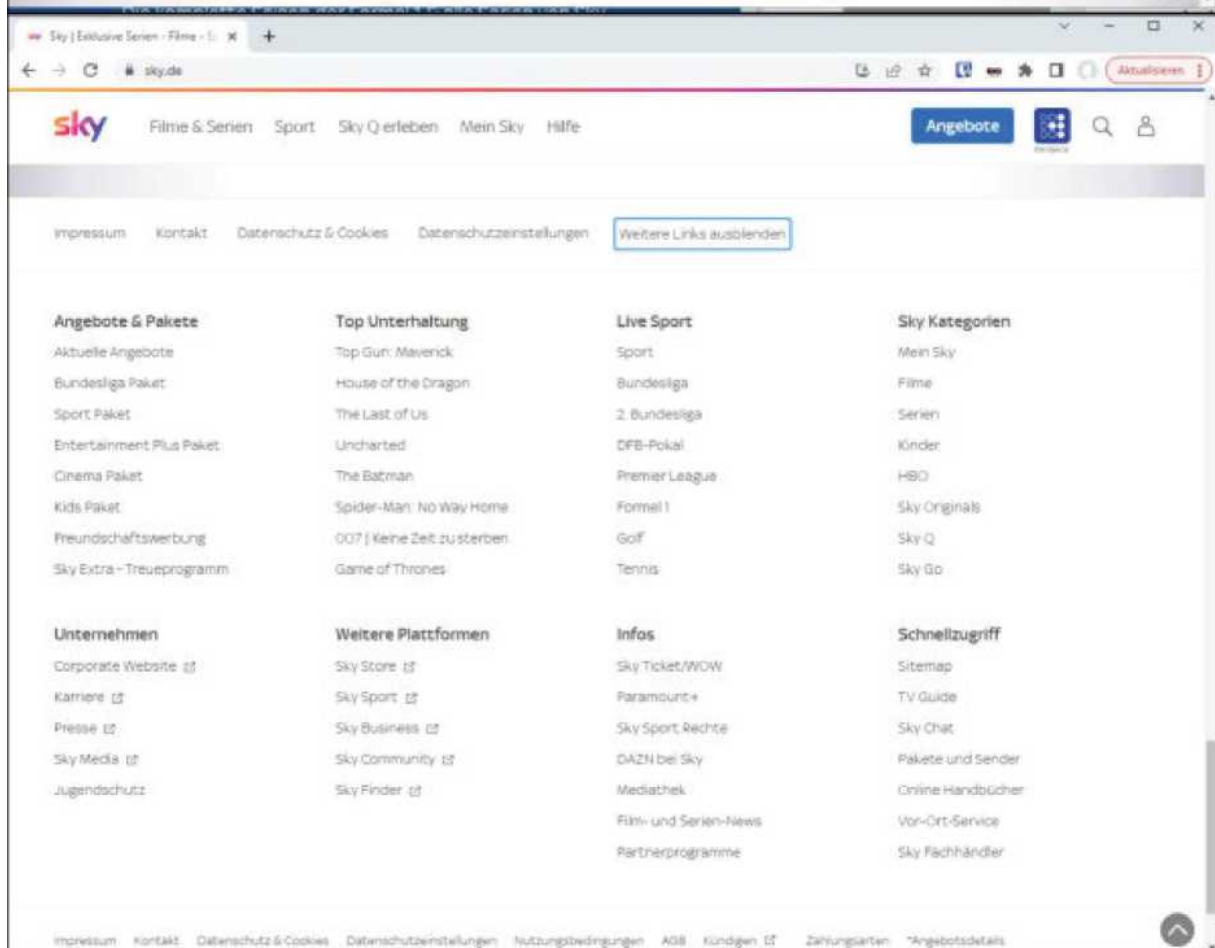 Sky | Exklusive Serien - Filme - S
sky.de
Aktualisieren
sky Filme & Serien Sport Sky Q erleben Mein Sky Hilfe Angebote
Impressum Kontakt Datenschutz & Cookies Datenschutzeinstellungen Weitere Links ausblenden
Angebote & Pakete Top Unterhaltung Live Sport Sky Kategorien
Aktuelle Angebote Top Gun: Maverick Sport Mein Sky
Bundesliga Paket House of the Dragon Bundesliga Filme
Sport Paket The Last of Us 2. Bundesliga Serien
Entertainment Plus Paket Uncharted DFB-Pokal Kinder
Cinema Paket The Batman Premier League HBO
Kids Paket Spider-Man: No Way Home Formel 1 Sky Originals
Freundschaftswerbung 007 | Keine Zeit zu sterben Golf Sky Q
Sky Extra - Treueprogramm Game of Thrones Tennis Sky Go
Unternehmen Weitere Plattformen Infos Schnellzugriff
Corporate Website Sky Store Sky Ticket/WOW Sitemap
Karriere Sky Sport Paramount+ TV Guide
Presse Sky Business Sky Sport Rechte Sky Chat
Sky Media Sky Community DAZN bei Sky Pakete und Sender
Jugendschutz Sky Finder Mediathek Online Handbücher
Film- und Serien-News Vor-Ort-Service
Partnerprogramme Sky Fachhändler
Impressum Kontakt Datenschutz & Cookies Datenschutzeinstellungen Nutzungsbedingungen AGB Kündigen Zahlungsarten *Angebotsdetails